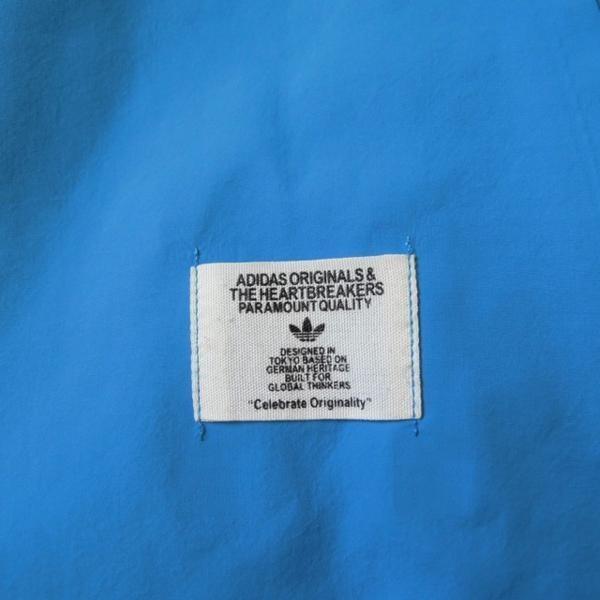 ADIDAS ORIGINALS &
THE HEARTBREAKERS
PARAMOUNT QUALITY
DESIGNED IN
TOKYO BASED ON
GERMAN HERITAGE
BUILT FOR
GLOBAL THINKERS
"Celebrate Originality"